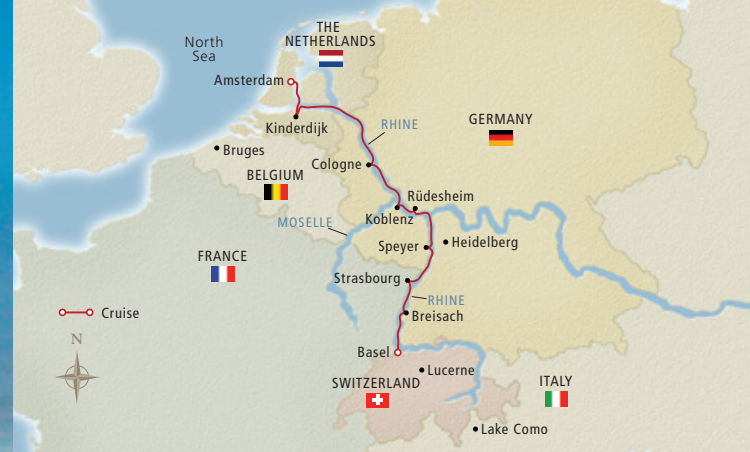 THE
NETHERLANDS
North
Sea
Amsterdam
Kinderdijk
RHINE
GERMANY
Bruges
Cologne
BELGIUM
Rüdesheim
Koblenz
MOSELLE
Speyer
Heidelberg
FRANCE
Strasbourg
RHINE
Cruise
Breisach
N
Basel
Lucerne
SWITZERLAND
ITALY
Lake Como